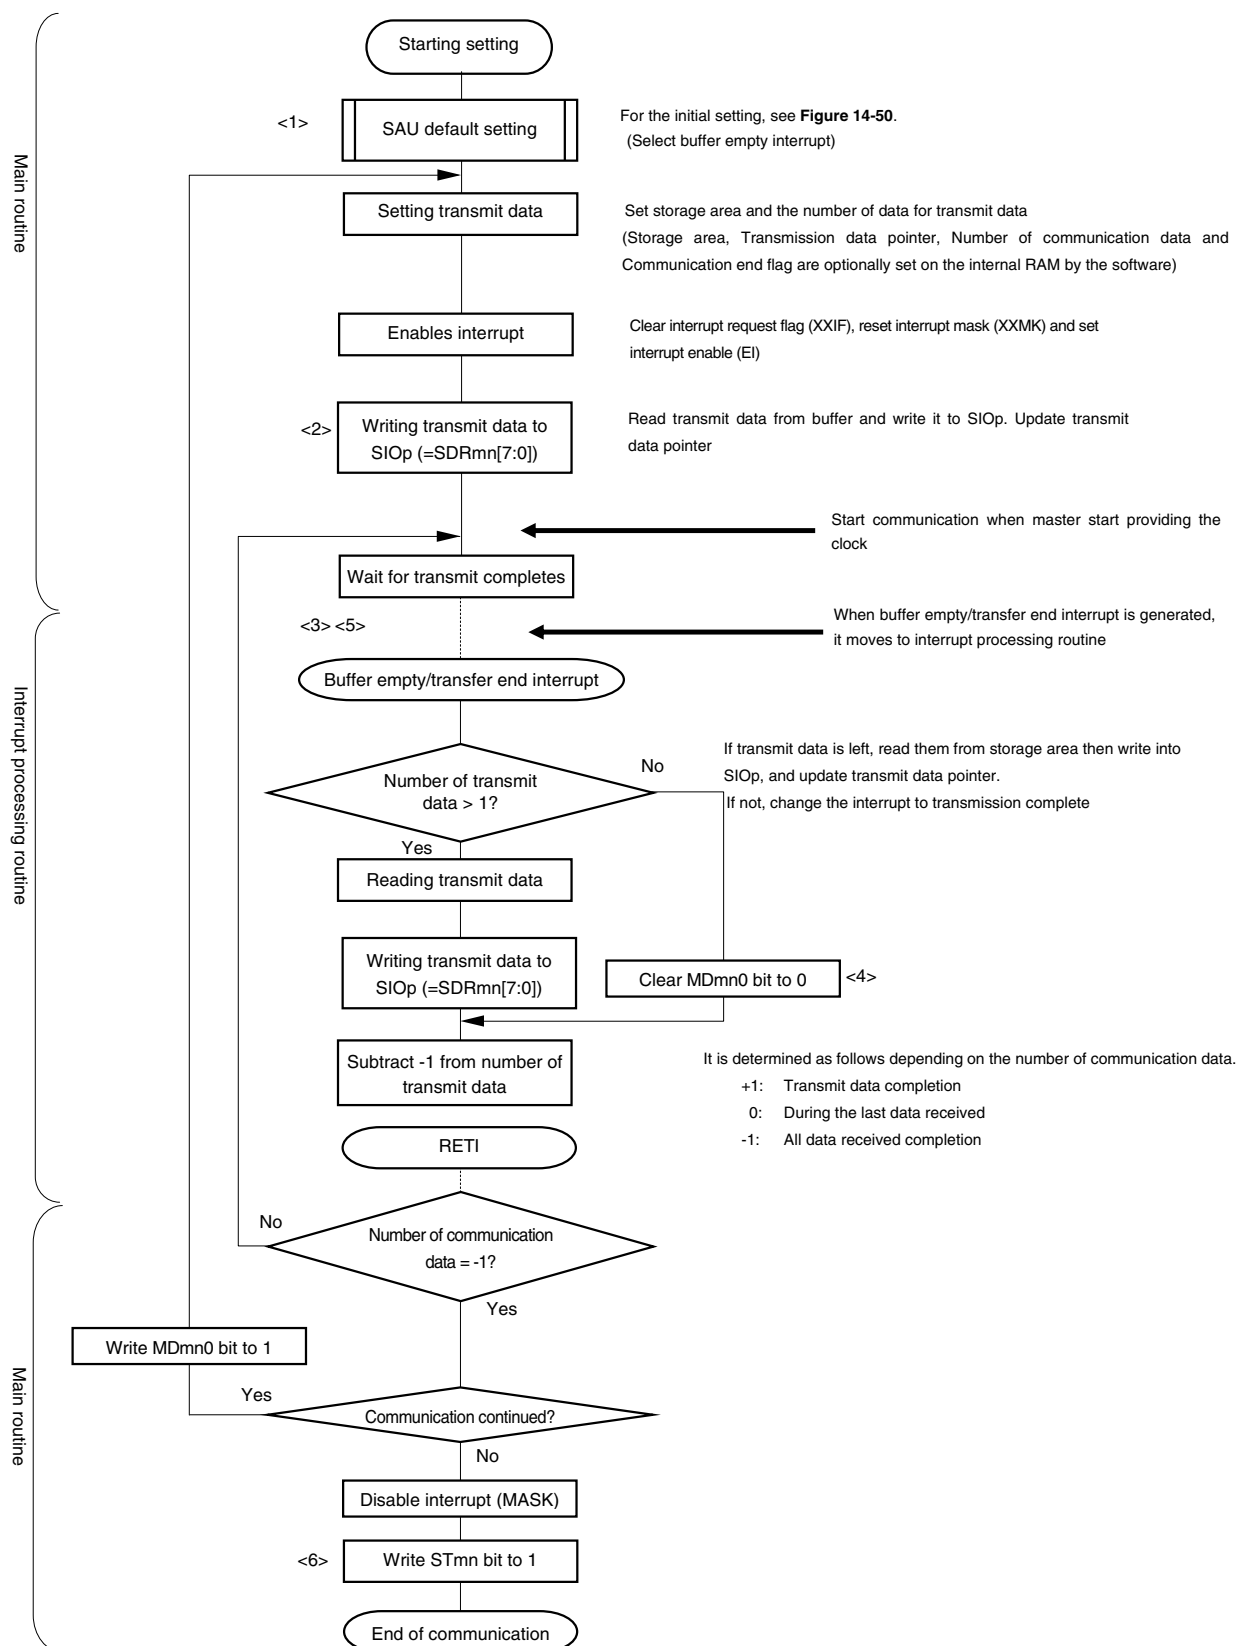 Starting setting
<1>
SAU default setting
For the initial setting, see Figure 14-50.
(Select buffer empty interrupt)
Main routine
Setting transmit data
Set storage area and the number of data for transmit data
(Storage area, Transmission data pointer, Number of communication data and
Communication end flag are optionally set on the internal RAM by the software)
Enables interrupt
Clear interrupt request flag (XXIF), reset interrupt mask (XXMK) and set
interrupt enable (EI)
<2>
Writing transmit data to
SIOp (=SDRmn[7:0])
Read transmit data from buffer and write it to SIOp. Update transmit
data pointer
Start communication when master start providing the
clock
Wait for transmit completes
<3> <5>
When buffer empty/transfer end interrupt is generated,
it moves to interrupt processing routine
Interrupt processing routine
Buffer empty/transfer end interrupt
Number of transmit
data > 1?
No
If transmit data is left, read them from storage area then write into
SIOp, and update transmit data pointer.
If not, change the interrupt to transmission complete
Yes
Reading transmit data
Writing transmit data to
SIOp (=SDRmn[7:0])
Clear MDmn0 bit to 0
<4>
Subtract -1 from number of
transmit data
It is determined as follows depending on the number of communication data.
+1: Transmit data completion
0: During the last data received
-1: All data received completion
RETI
No
Number of communication
data = -1?
Yes
Write MDmn0 bit to 1
Main routine
Yes
Communication continued?
No
Disable interrupt (MASK)
<6>
Write STmn bit to 1
End of communication